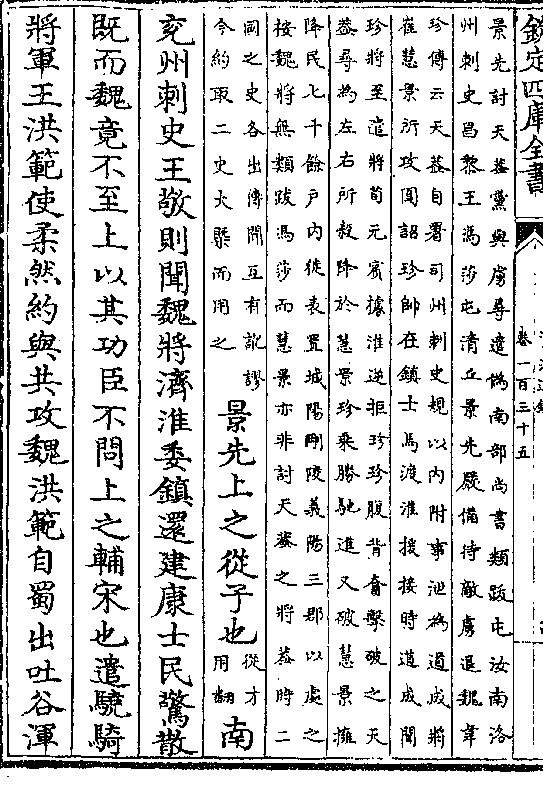 欽定四庫全書
卷一百三十五
景先討天蓋黨與虜尋遣偽南部尚書類跋屯汝南洛
州刺史昌黎王馮莎屯清丘景先嚴備待敵虜退魏韋
珍傳云天蓋自署司州刺史規以內附事泄為道成將
崔慧景所攻圍詔珍帥在鎮士馬渡淮援接時道成聞
珍將至遣將苟元賓據淮逆拒珍珍腹背奮擊破之天
蓋尋為左右所殺降於慧景珍乘勝馳進又破慧景擁
降民七千餘户内徙表置城陽剛陵義陽三郡以處之
按魏將無類跋馮莎而慧景亦非討天蓋之將蓋時二
國之史各出傳聞互有訛謬
今約取二史大槩而用之
景先上之從子也
從才
用翻
南
兖州刺史王敬則聞魏將濟淮委鎮還建康士民驚散
既而魏竟不至上以其功臣不問上之輔宋也遣驍騎
將軍王洪範使柔然約與共攻魏洪範自蜀出吐谷渾